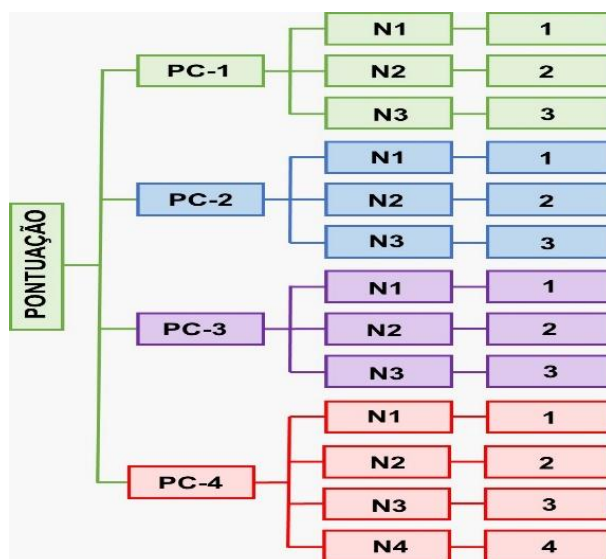 PONTUAÇÃO
PC-1
N1 1
N2 2
N3 3
PC-2
N1 1
N2 2
N3 3
PC-3
N1 1
N2 2
N3 3
PC-4
N1 1
N2 2
N3 3
N4 4